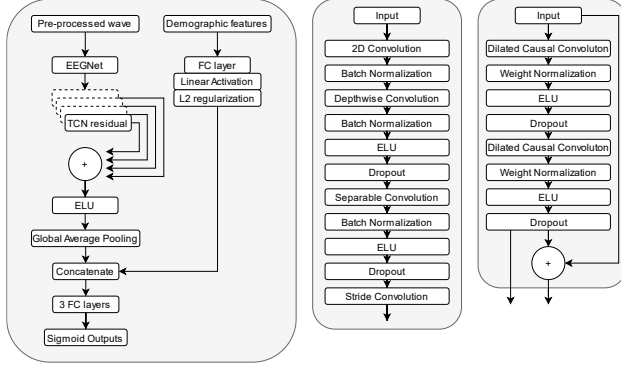 Pre-processed wave
Demographic features
EEGNet
FC layer
Linear Activation
L2 regularization
TCN residual
+
ELU
Global Average Pooling
Concatenate
3 FC layers
Sigmoid Outputs
Input
2D Convolution
Batch Normalization
Depthwise Convolution
Batch Normalization
ELU
Dropout
Separable Convolution
Batch Normalization
ELU
Dropout
Stride Convolution
Input
Dilated Causal Convoluton
Weight Normalization
ELU
Dropout
Dilated Causal Convoluton
Weight Normalization
ELU
Dropout
+